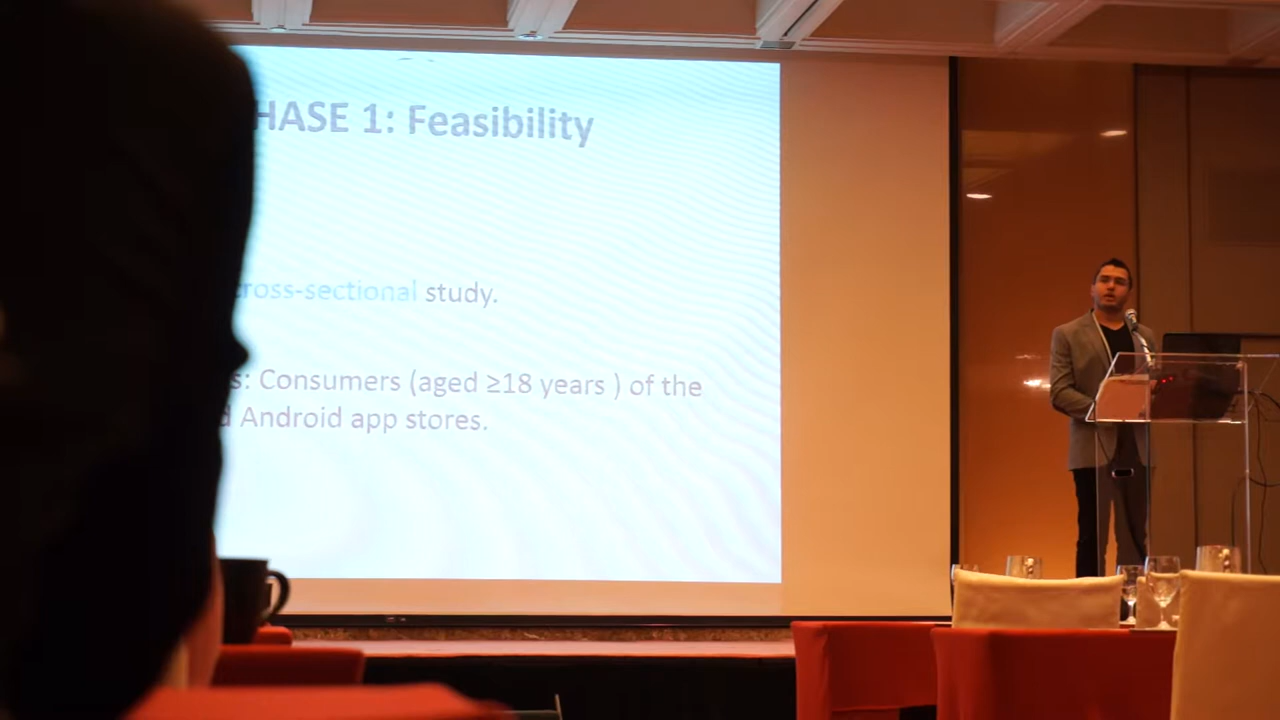 HASE 1: Feasibility
ross-sectional study.
s: Consumers (aged ≥18 years ) of the
d Android app stores.